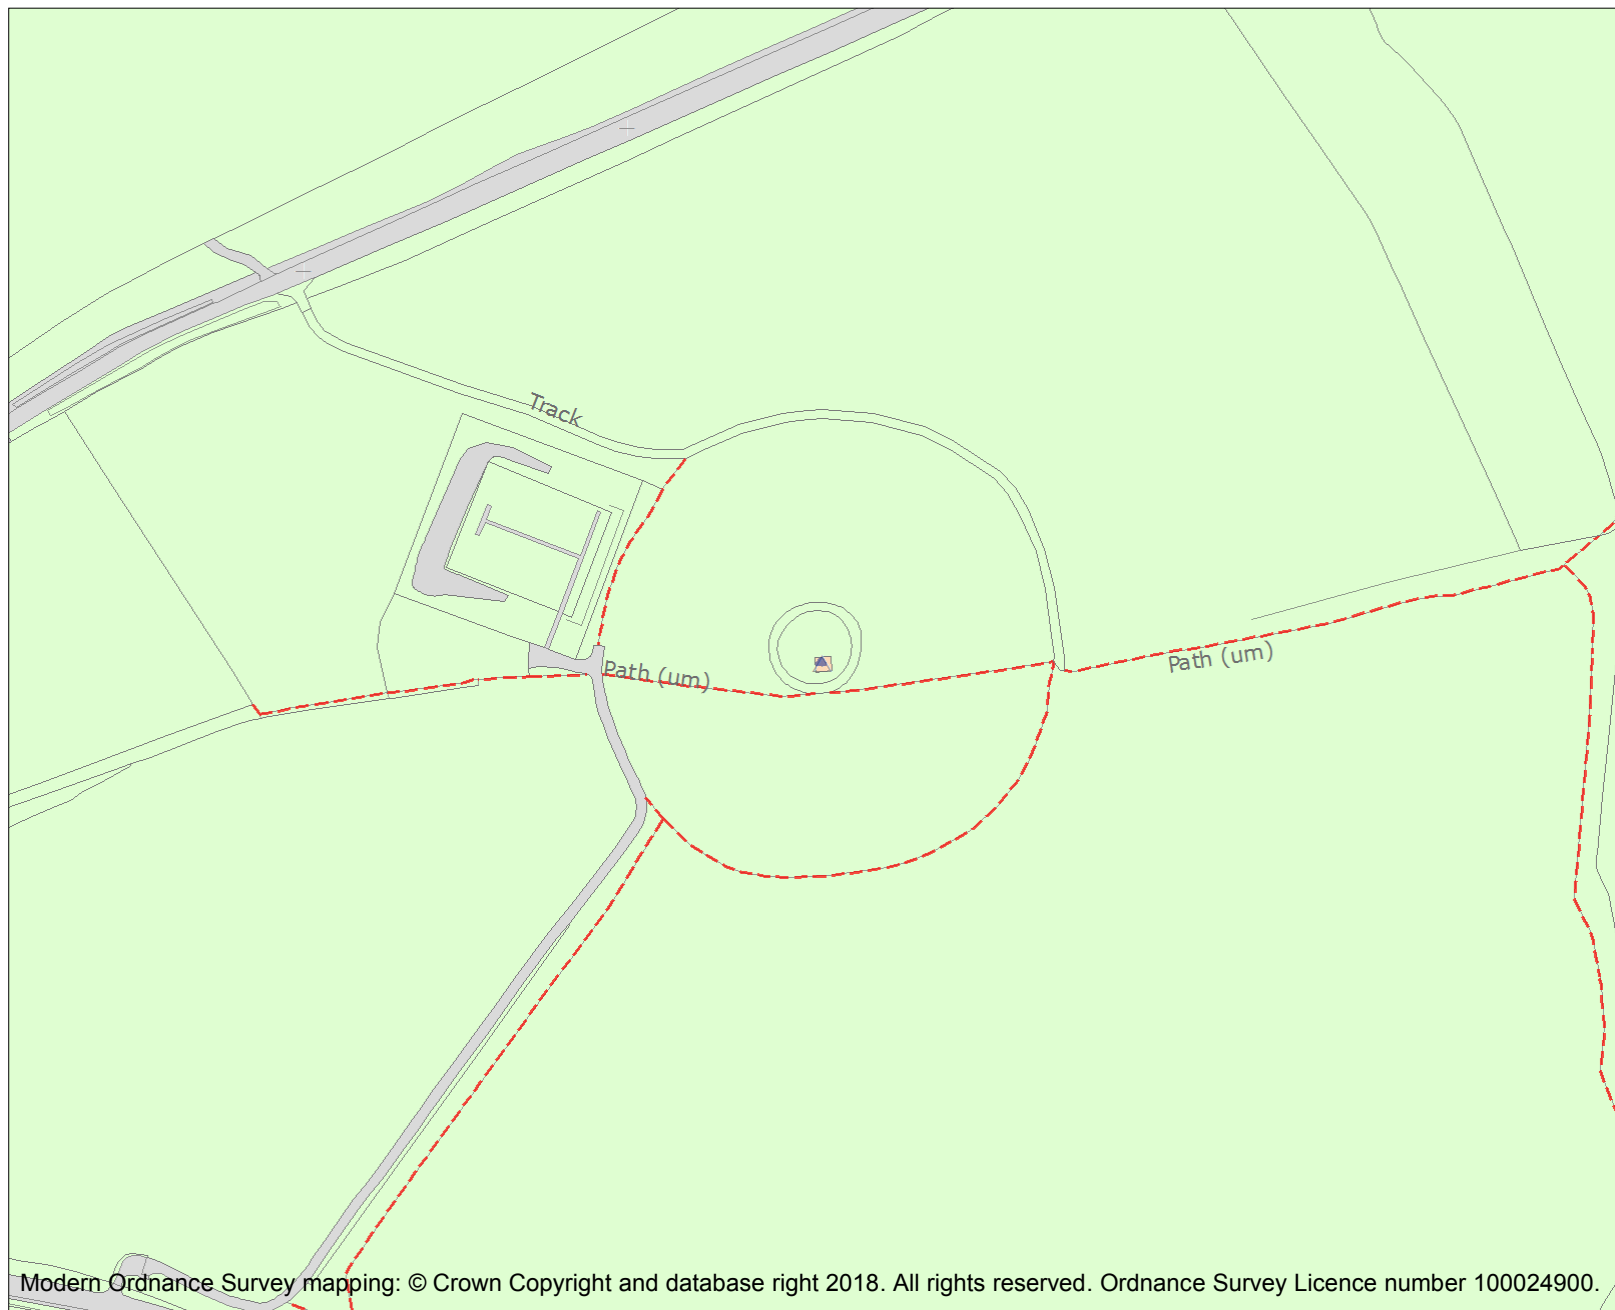 Track
Path (um)
Path (um)
Modern Ordnance Survey mapping: © Crown Copyright and database right 2018. All rights reserved. Ordnance Survey Licence number 100024900.